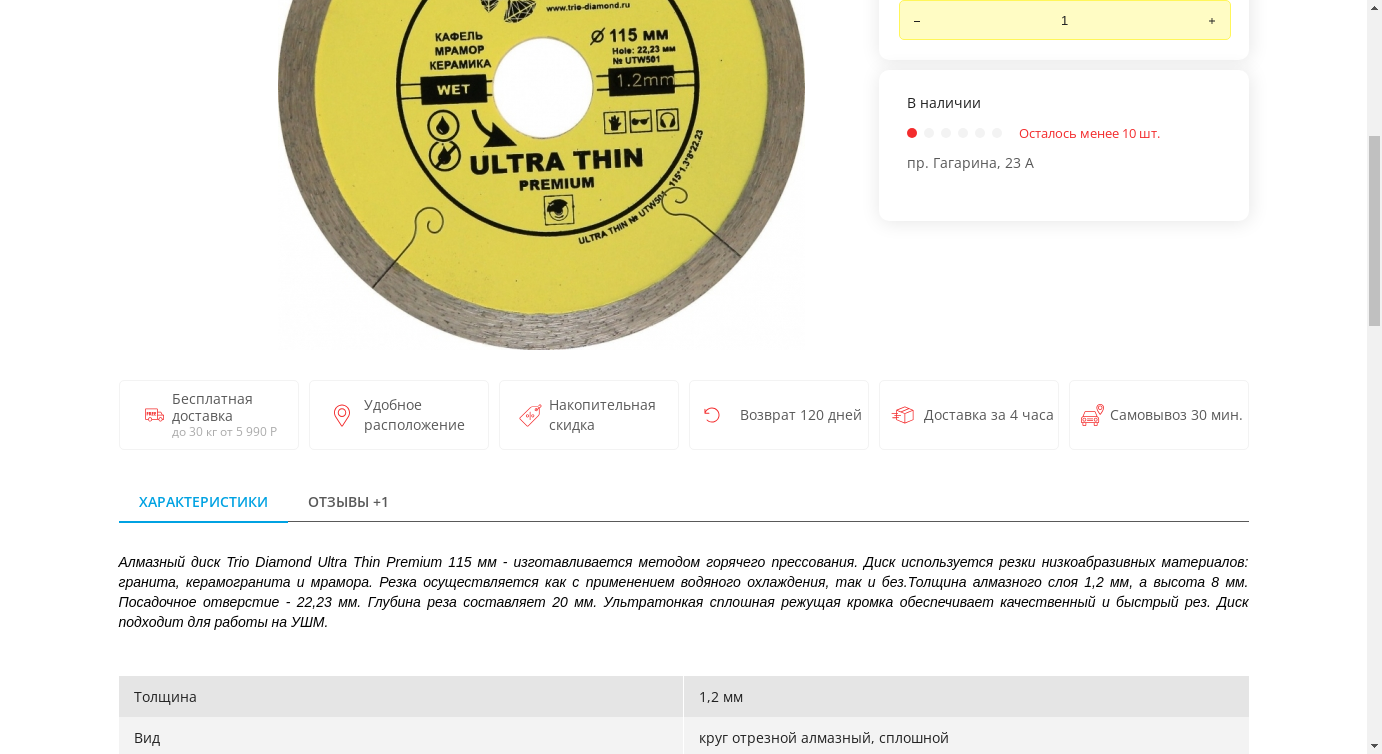 www.trio-diamond.ru
КАФЕЛЬ
МРАМОР
КЕРАМИКА
Ø 115 мм
Hole: 22,23 мм
№ UTW501
WET
1.2mm
ULTRA THIN
PREMIUM
ULTRA THIN № UTW501 115*1.3*8*22.23
– 1 +
В наличии
Осталось менее 10 шт.
пр. Гагарина, 23 А
Бесплатная
доставка
до 30 кг от 5 990 Р
Удобное
расположение
Накопительная
скидка
Возврат 120 дней
Доставка за 4 часа
Самовывоз 30 мин.
ХАРАКТЕРИСТИКИ ОТЗЫВЫ +1
Алмазный диск Trio Diamond Ultra Thin Premium 115 мм - изготавливается методом горячего прессования. Диск используется резки низкоабразивных материалов:
гранита, керамогранита и мрамора. Резка осуществляется как с применением водяного охлаждения, так и без.Толщина алмазного слоя 1,2 мм, а высота 8 мм.
Посадочное отверстие - 22,23 мм. Глубина реза составляет 20 мм. Ультратонкая сплошная режущая кромка обеспечивает качественный и быстрый рез. Диск
подходит для работы на УШМ.
Толщина 1,2 мм
Вид круг отрезной алмазный, сплошной